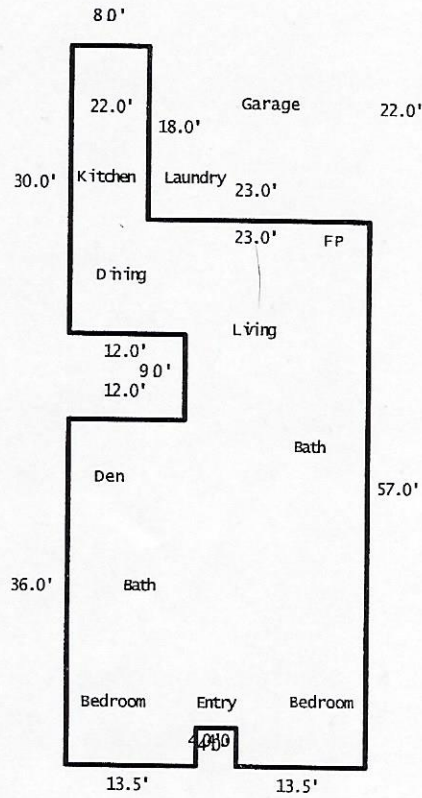 8.0'
22.0'
Garage
22.0'
18.0'
30.0'
Kitchen
Laundry
23.0'
23.0'
FP
Dining
Living
12.0'
9.0'
12.0'
Bath
Den
57.0'
36.0'
Bath
Bedroom
Entry
Bedroom
13.5'
13.5'